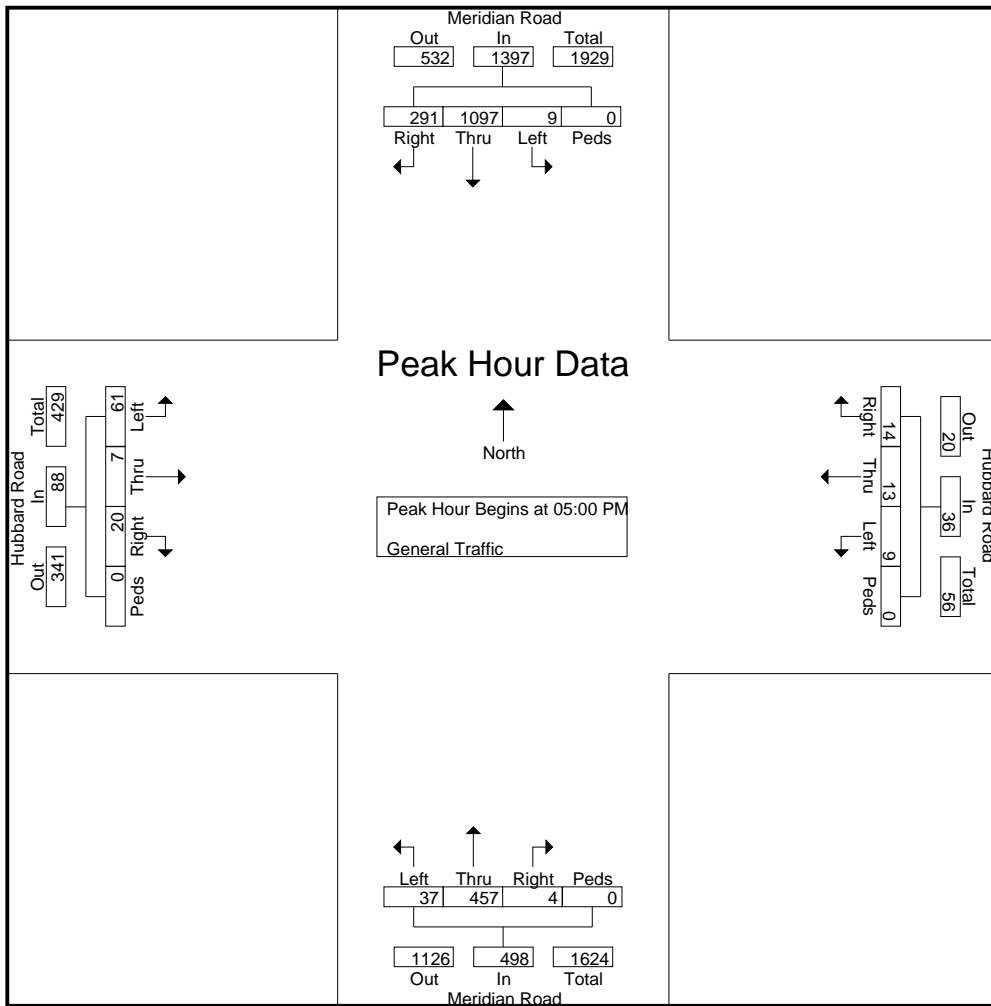 Meridian Road
Out In Total
532 1397 1929
291 1097 9 0
Right Thru Left Peds
Peak Hour Data
North
Peak Hour Begins at 05:00 PM
General Traffic
Hubbard Road
Total In Out
429 88 341
61 7 20 0
Left Thru Right Peds
Hubbard Road
Out In Total
20 36 56
14 13 9 0
Right Thru Left Peds
Left Thru Right Peds
37 457 4 0
1126 498 1624
Out In Total
Meridian Road